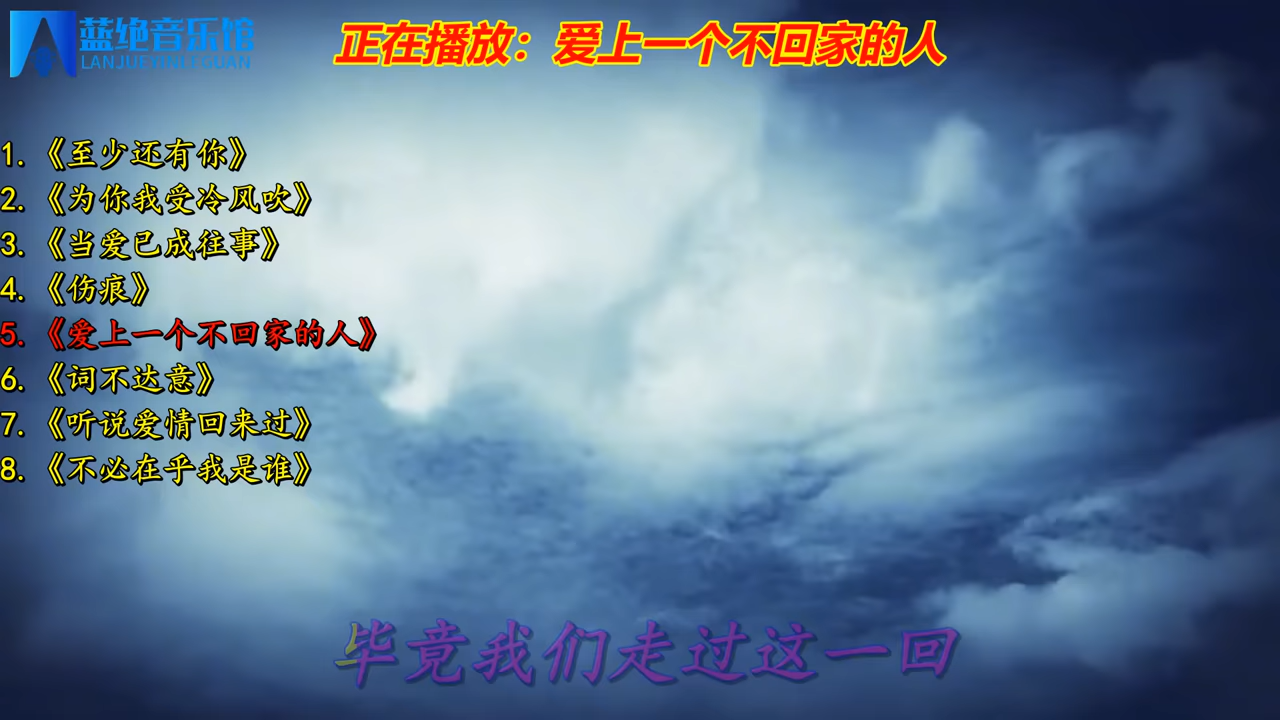 蓝绝音乐馆
LANJUEYINLEGUAN
正在播放：爱上一个不回家的人
1.《至少还有你》
2.《为你我受冷风吹》
3.《当爱已成往事》
4.《伤痕》
5.《爱上一个不回家的人》
6.《词不达意》
7.《听说爱情回来过》
8.《不必在乎我是谁》
毕竟我们走过这一回